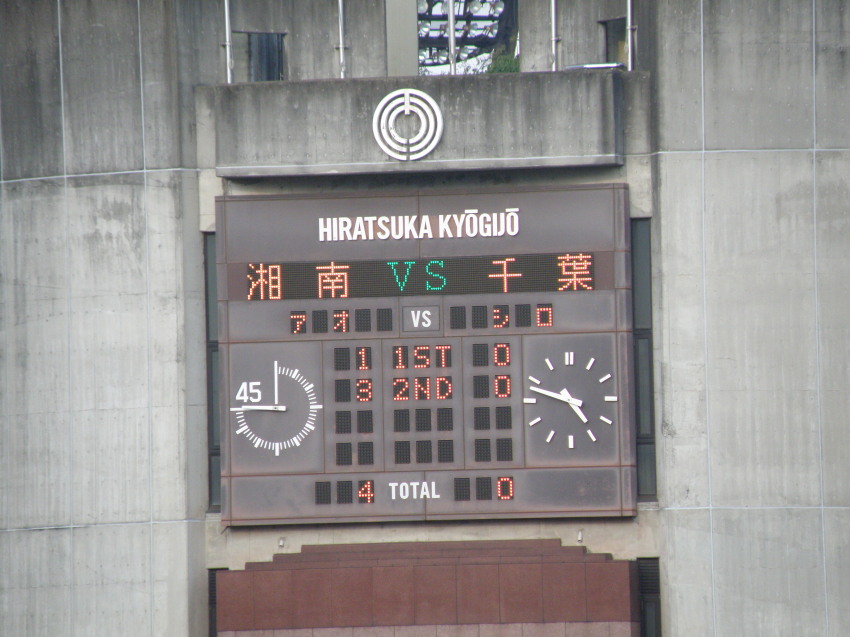 HIRATSUKA KYŌGIJŌ
湘南 VS 千葉
アオ VS シロ
1 1ST 0
3 2ND 0
45
4 TOTAL 0